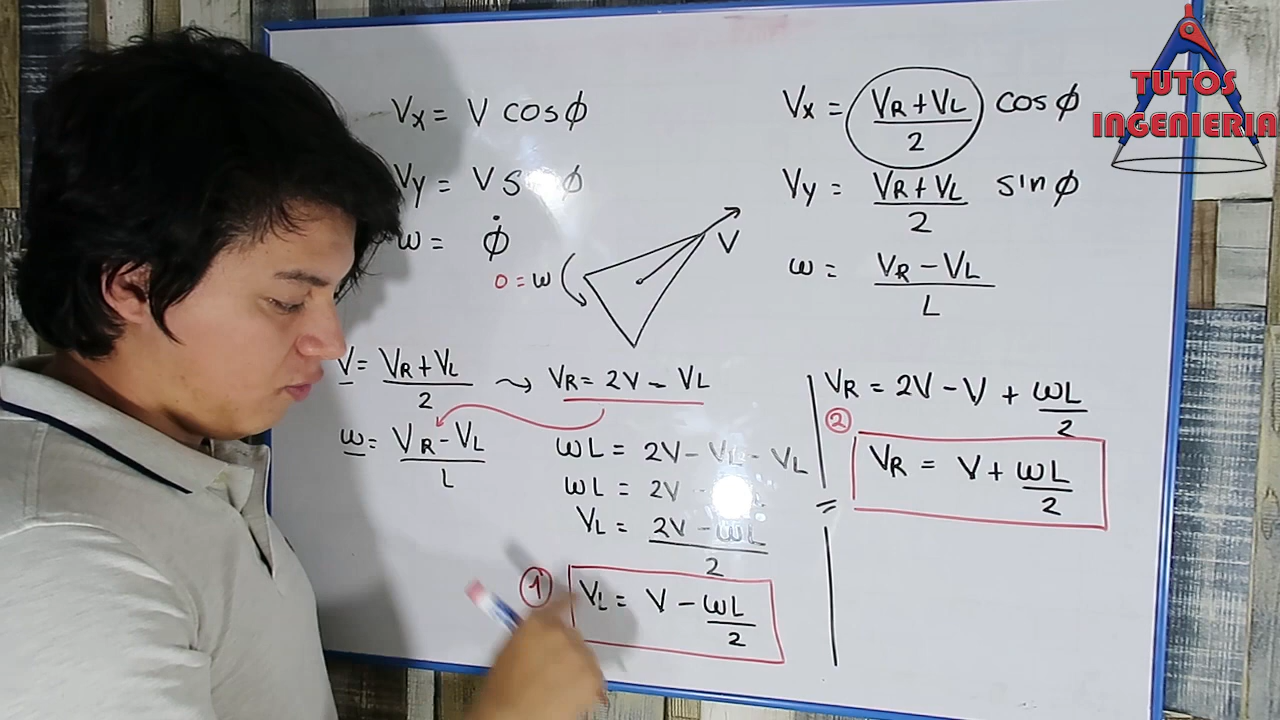 Vx = V cosφ
Vy = V S φ
ω = φ̇
0 = ω
V
V = (VR + VL)/2 → VR = 2V - VL
ω = (VR - VL)/L
ωL = 2V - VL - VL
ωL = 2V -
VL = (2V - ωL)/2
① VL = V - ωL/2
Vx = (VR + VL)/2 cosφ
Vy = (VR + VL)/2 sinφ
ω = (VR - VL)/L
VR = 2V - V + ωL/2
②
VR = V + ωL/2
=
TUTOS
INGENIERIA